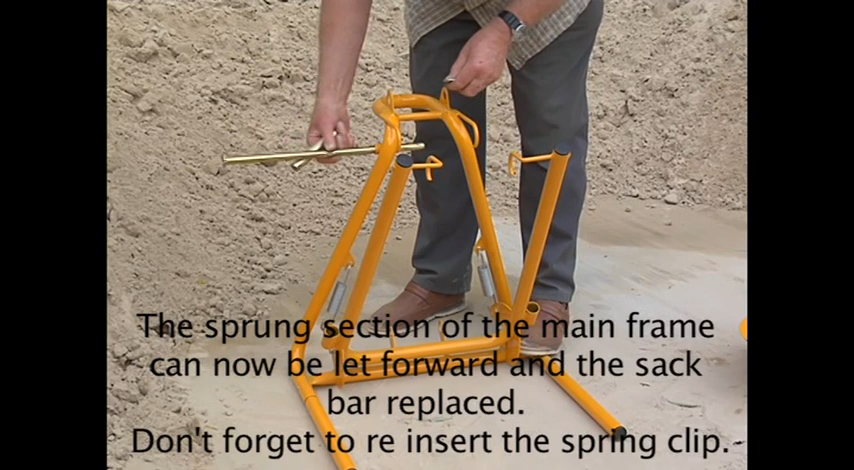 The sprung section of the main frame
can now be let forward and the sack
bar replaced.
Don't forget to re insert the spring clip.